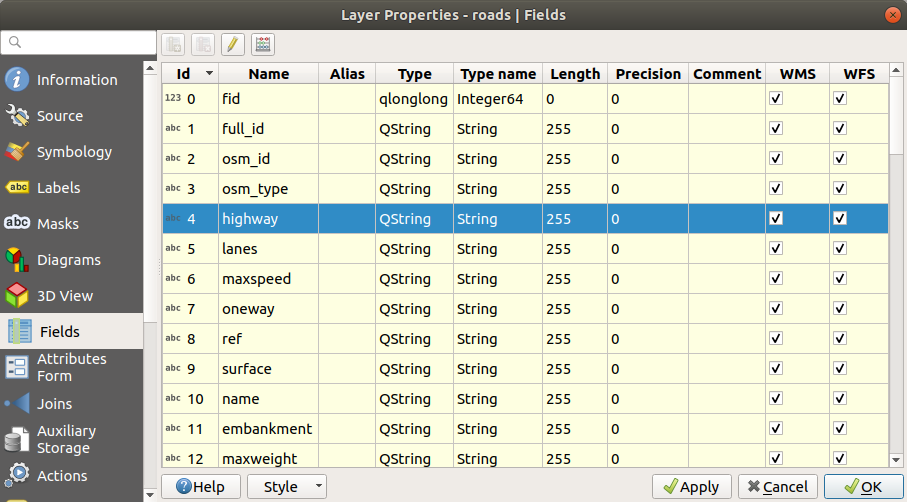 Layer Properties - roads | Fields
Information
Source
Symbology
abc Labels
abc Masks
Diagrams
3D View
Fields
Attributes
Form
Joins
Auxiliary
Storage
Actions
Id Name Alias Type Type name Length Precision Comment WMS WFS
123 0 fid qlonglong Integer64 0 0
abc 1 full_id QString String 255 0
abc 2 osm_id QString String 255 0
abc 3 osm_type QString String 255 0
abc 4 highway QString String 255 0
abc 5 lanes QString String 255 0
abc 6 maxspeed QString String 255 0
abc 7 oneway QString String 255 0
abc 8 ref QString String 255 0
abc 9 surface QString String 255 0
abc 10 name QString String 255 0
abc 11 embankment QString String 255 0
abc 12 maxweight QString String 255 0
Help Style Apply Cancel OK